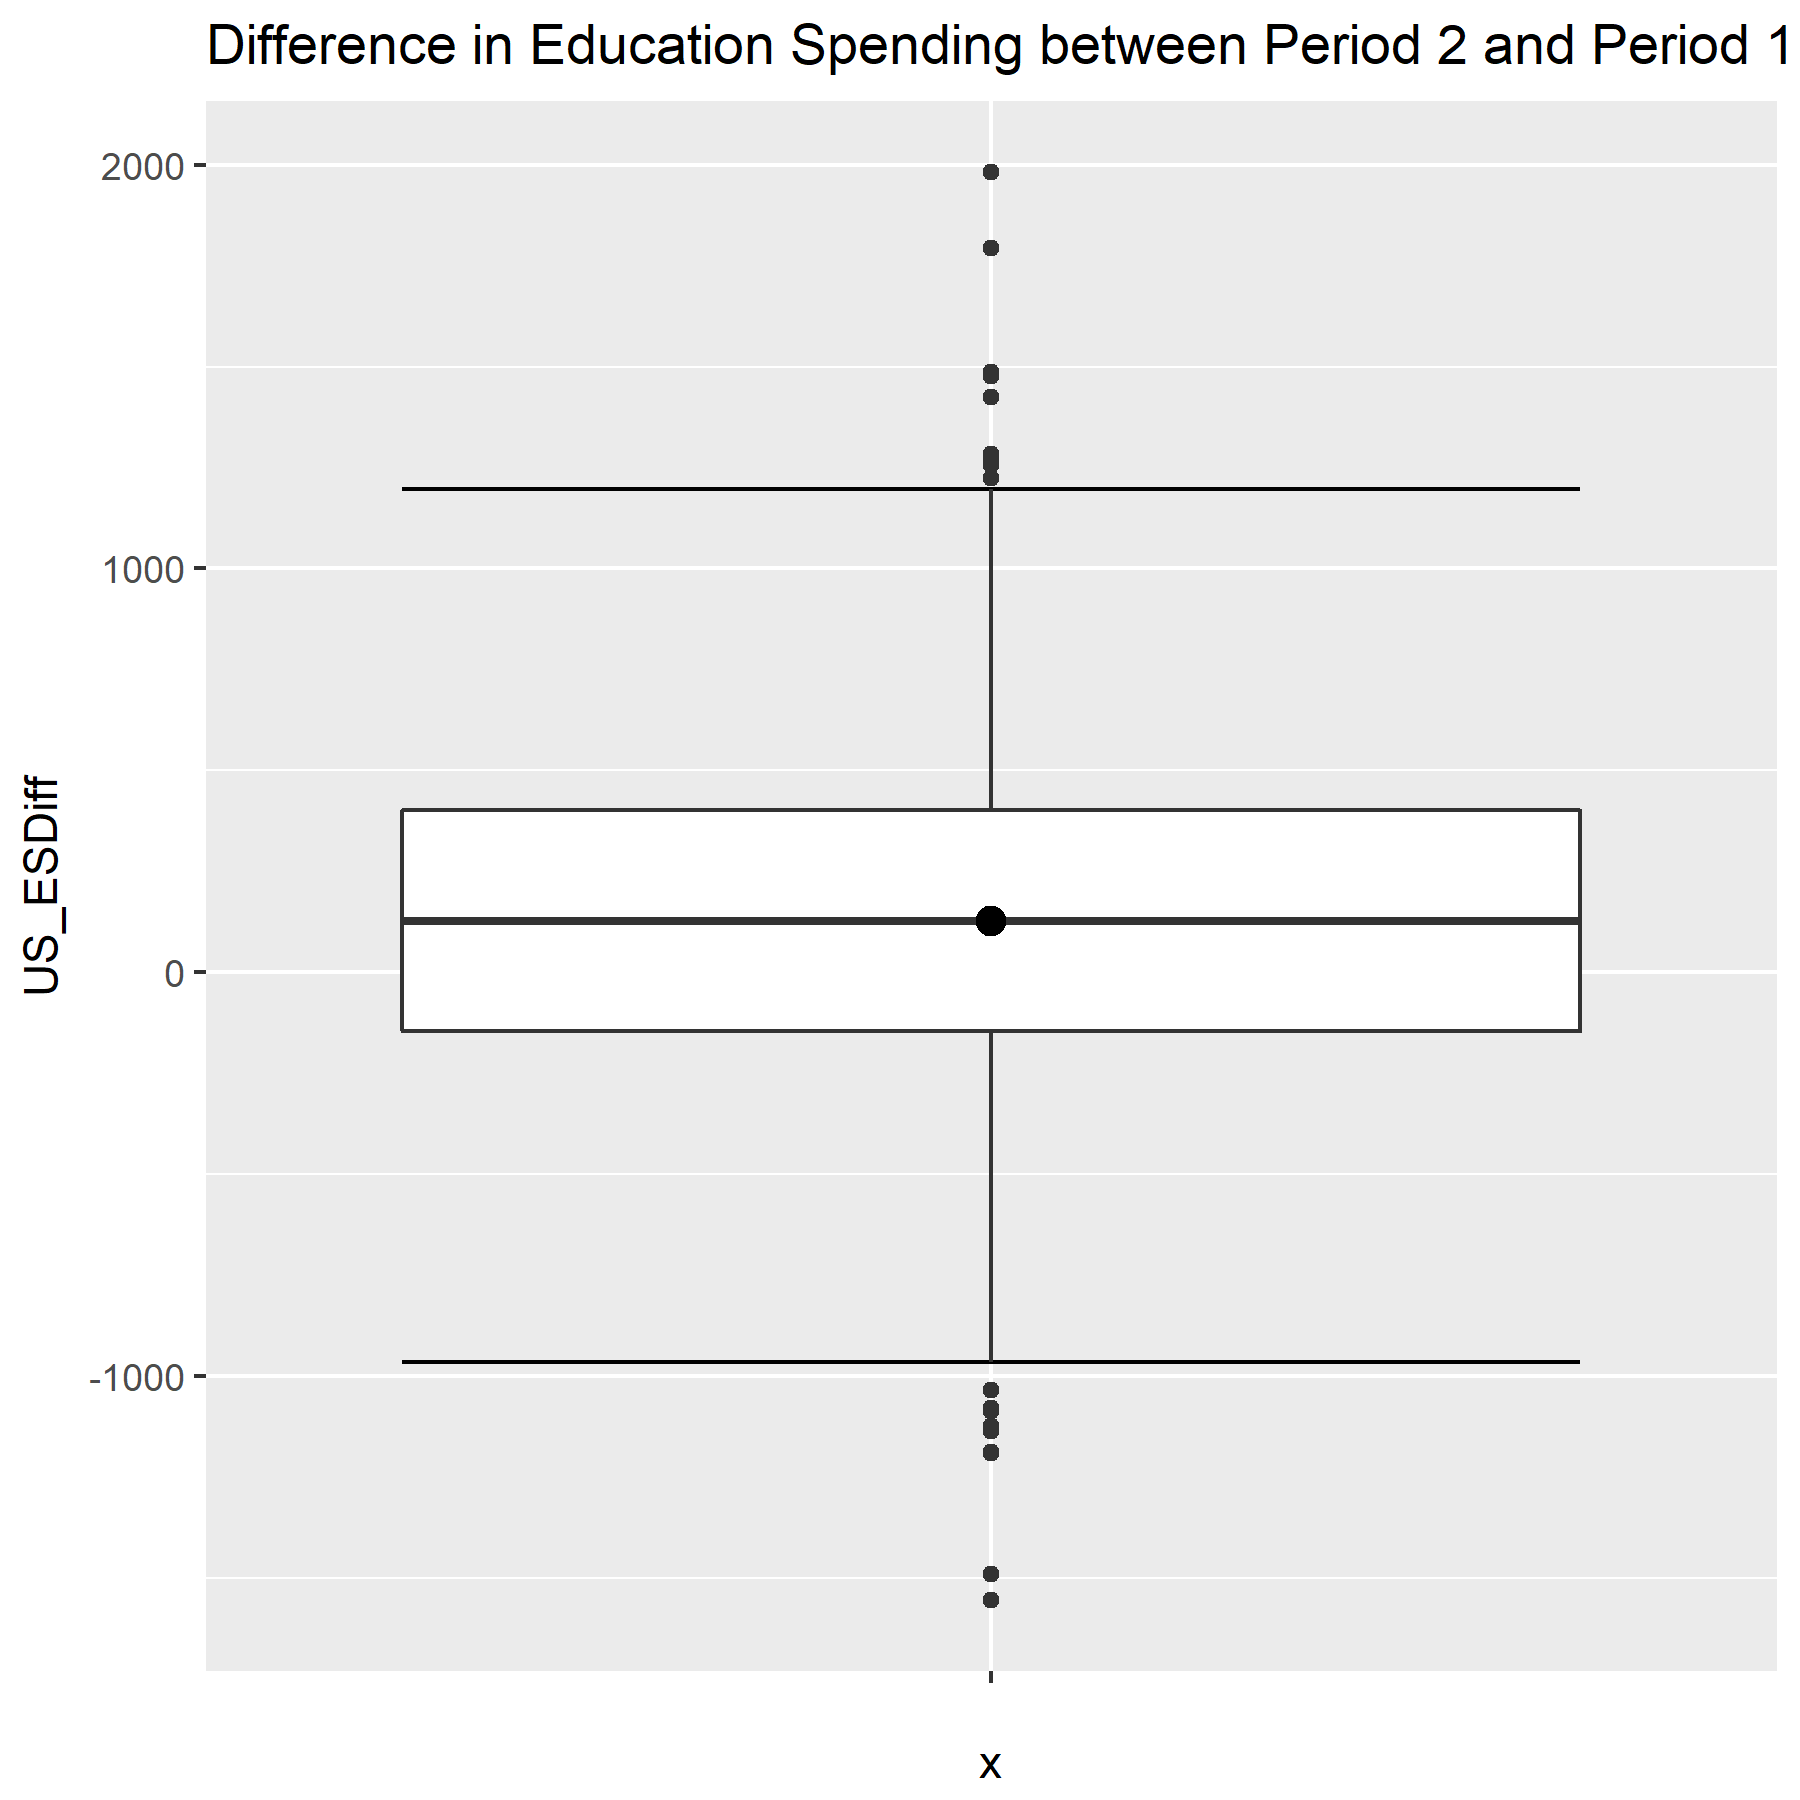 Difference in Education Spending between Period 2 and Period 1
2000
1000
0
-1000
US_ESDiff
x